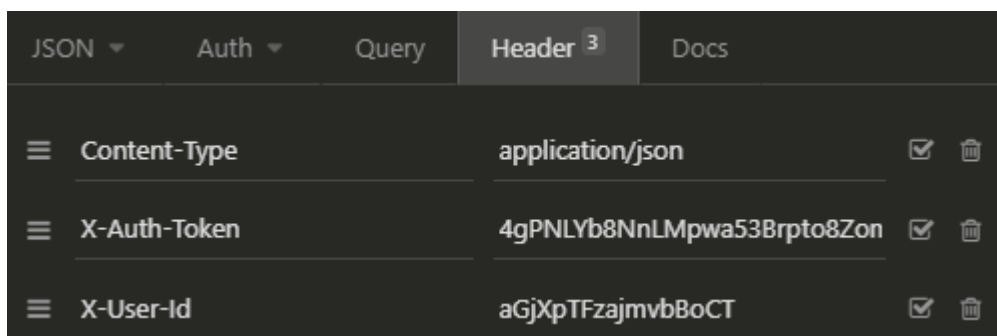 JSON Auth Query Header 3 Docs
Content-Type application/json
X-Auth-Token 4gPNLYb8NnLMpwa53Brpto8Zon
X-User-Id aGjXpTFzajmvbBoCT